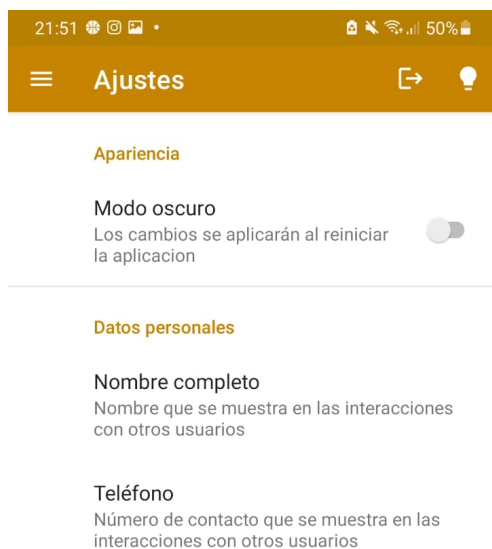 21:51
50%
Ajustes
Apariencia
Modo oscuro
Los cambios se aplicarán al reiniciar
la aplicacion
Datos personales
Nombre completo
Nombre que se muestra en las interacciones
con otros usuarios
Teléfono
Número de contacto que se muestra en las
interacciones con otros usuarios